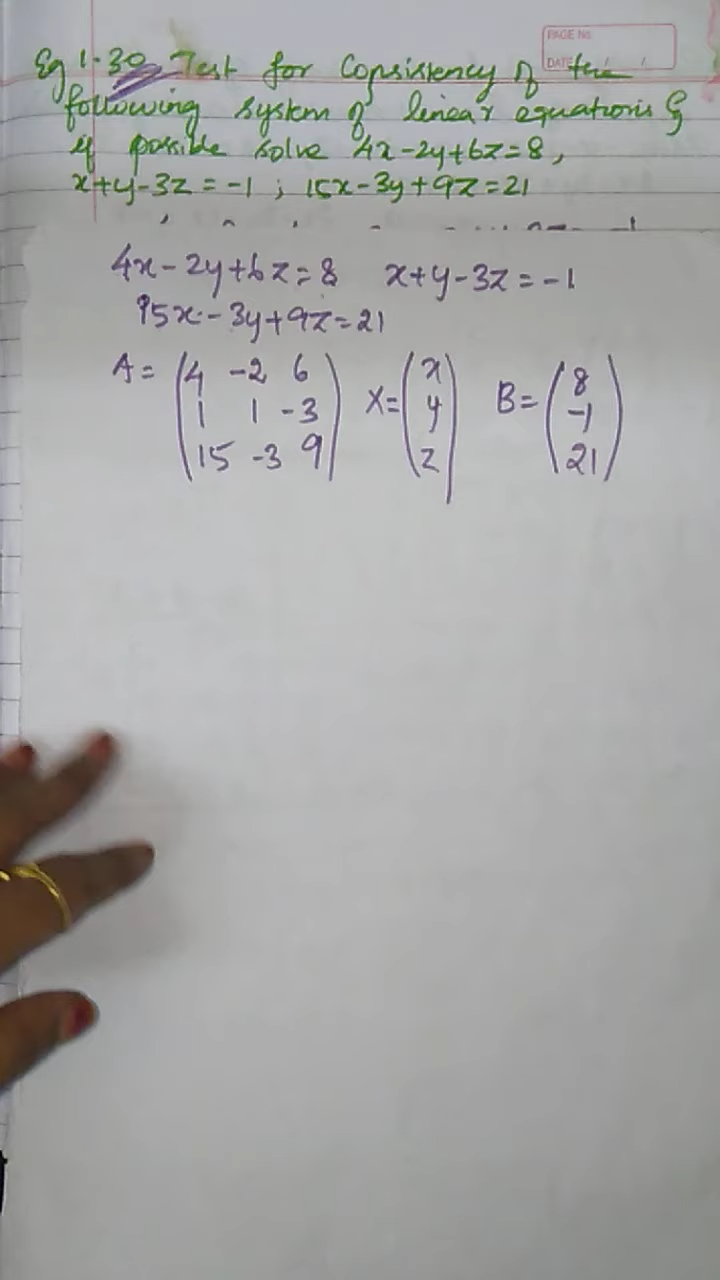 PAGE No.
DATE
Eg 1.30 Test for Consistency of the
following system of linear equations &
if possible solve 4x-2y+6z=8,
x+y-3z=-1; 15x-3y+9z=21
4x-2y+6z=8 x+y-3z=-1
15x-3y+9z=21
A= (4 -2 6 X= (x B= (8
1 1 -3 y -1
15 -3 9) z) 21)